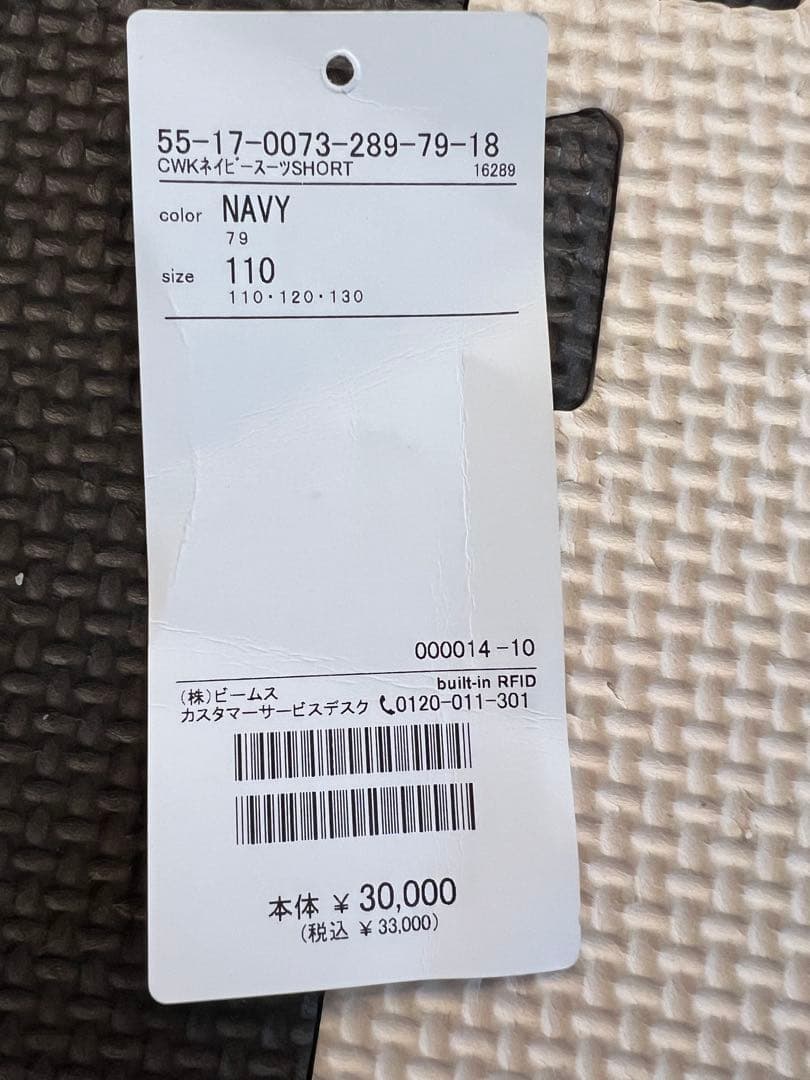 55-17-0073-289-79-18
CWKネイビースーツSHORT 16289
color NAVY
79
size 110
110・120・130
000014-10
built-in RFID
(株)ビームス
カスタマーサービスデスク 0120-011-301
本体 ¥ 30,000
(税込 ¥ 33,000)